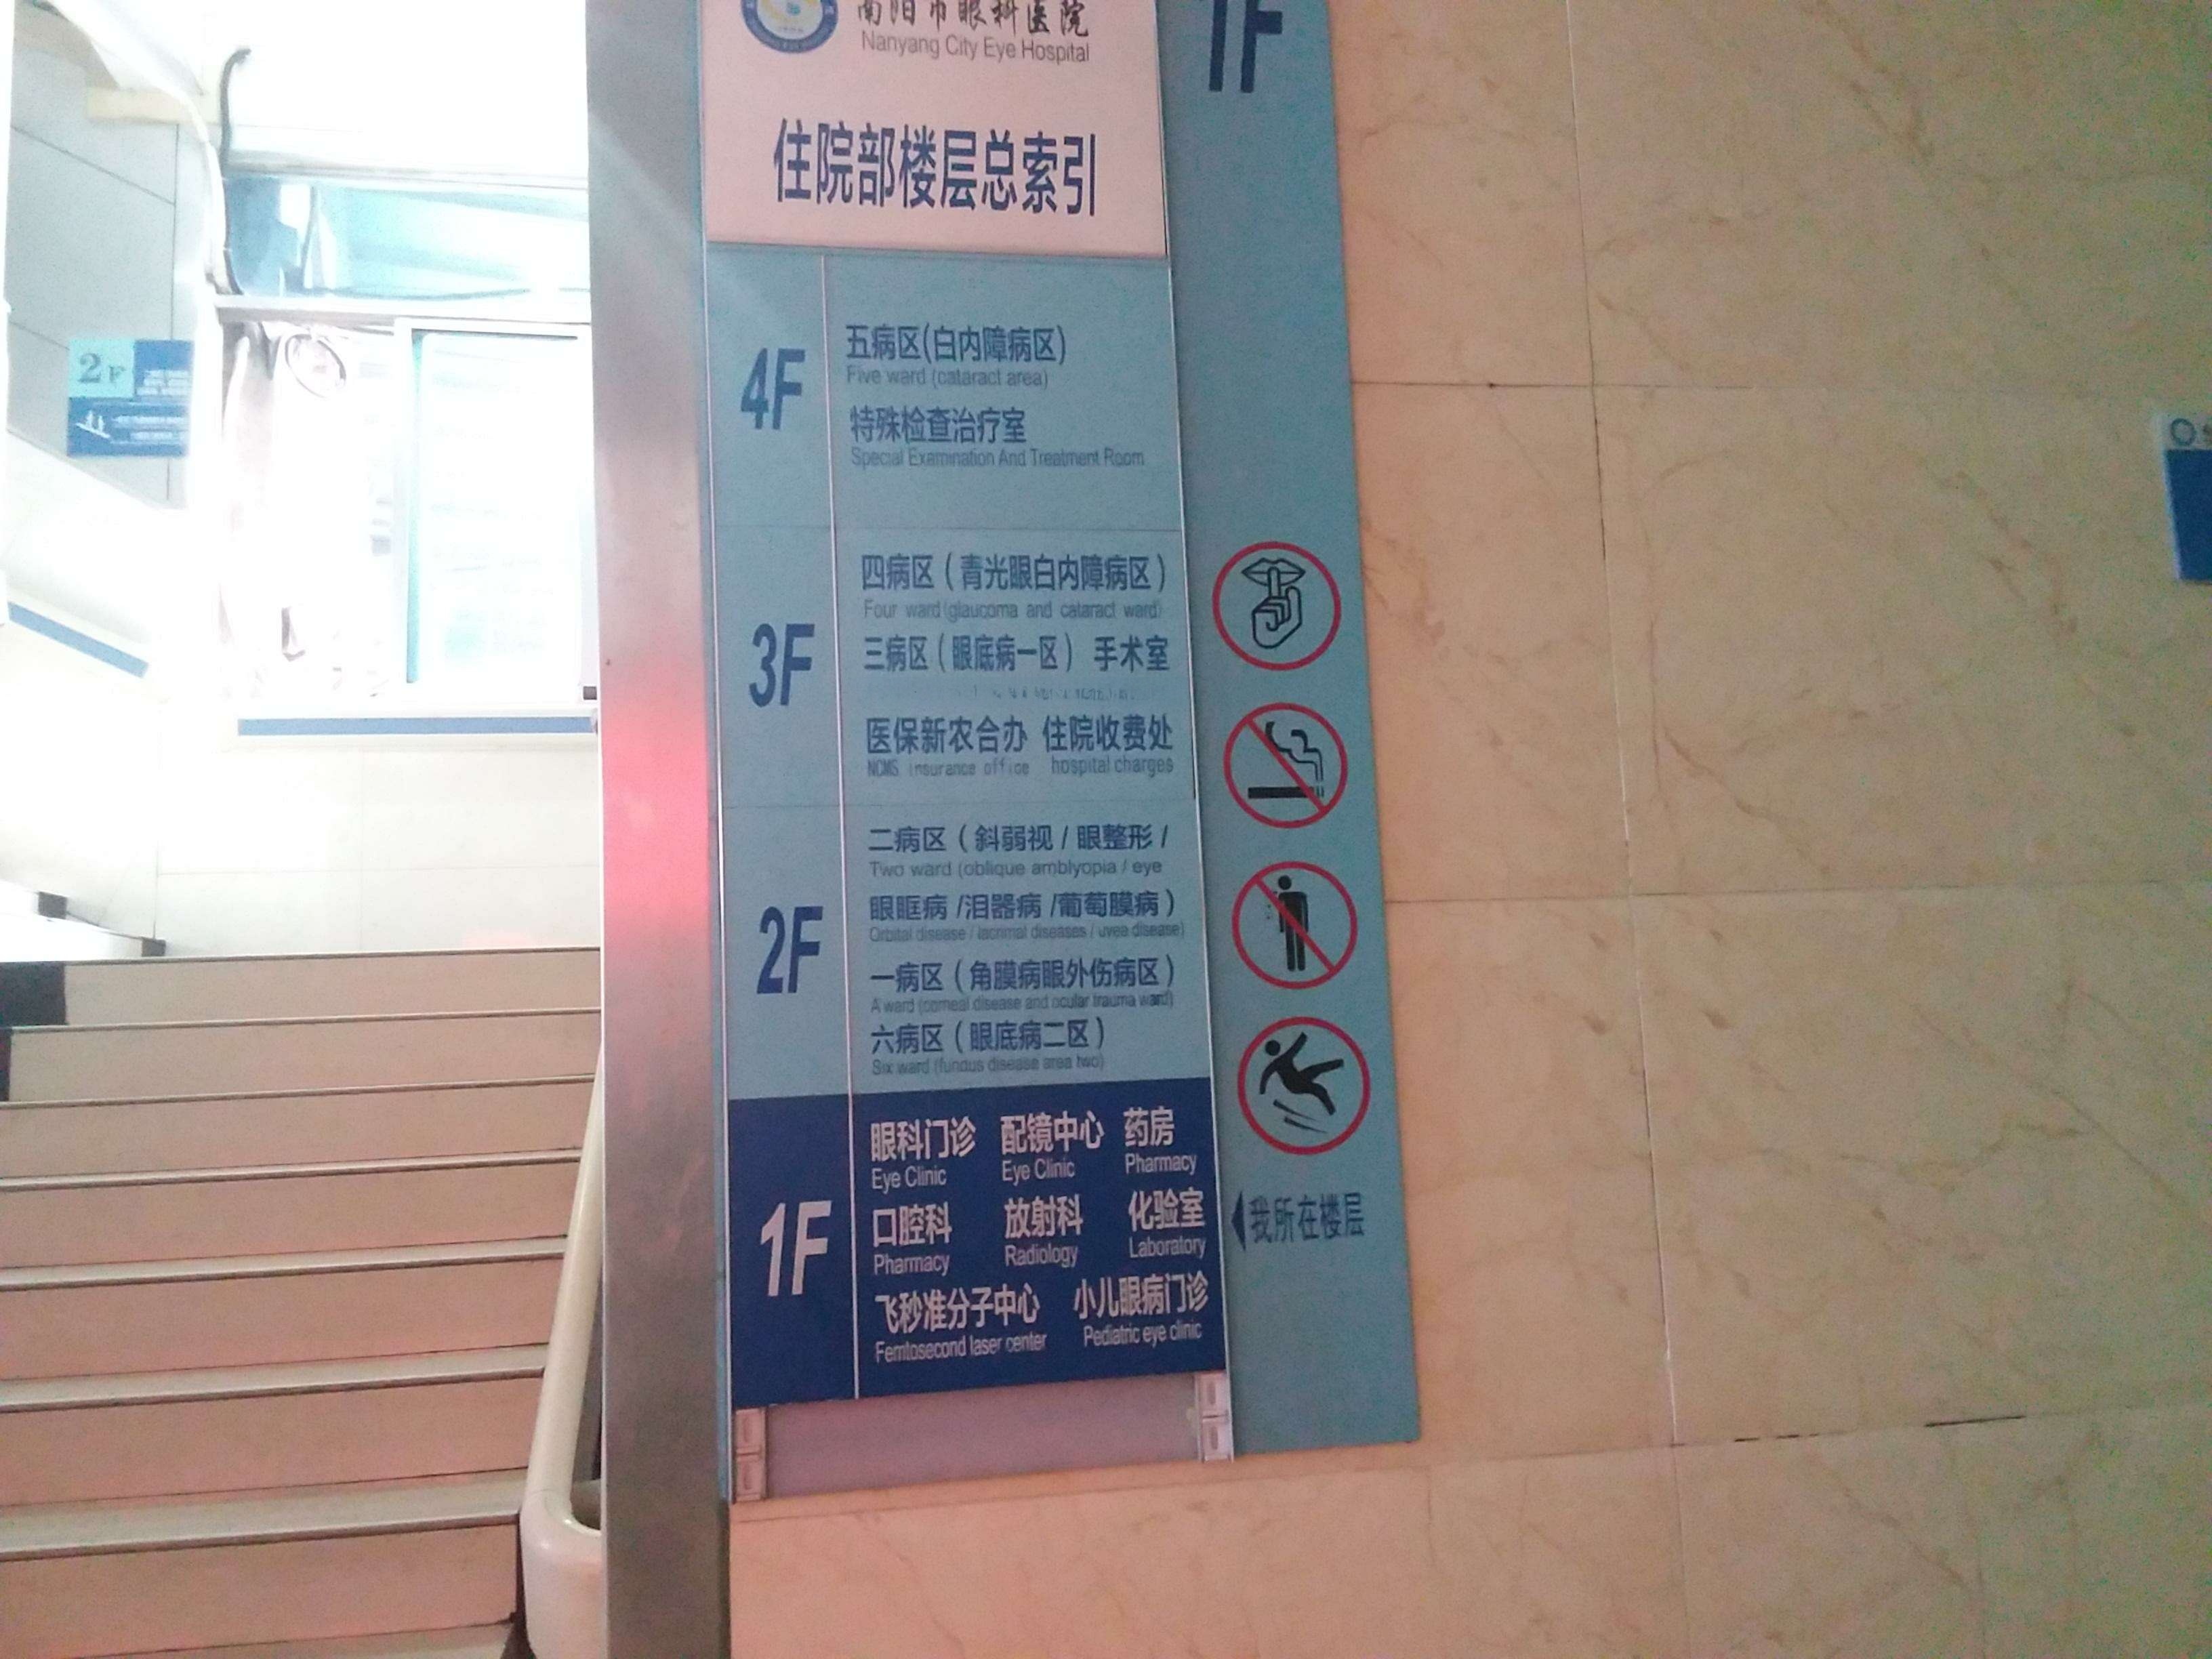 南阳市眼科医院
Nanyang City Eye Hospital
1F
住院部楼层总索引
4F
五病区(白内障病区)
Five ward (cataract area)
特殊检查治疗室
Special Examination And Treatment Room
3F
四病区(青光眼白内障病区)
Four ward(glaucoma and cataract ward)
三病区(眼底病一区) 手术室
医保新农合办 住院收费处
NCMS insurance office hospital charges
2F
二病区(斜弱视/眼整形/
Two ward (oblique amblyopia / eye
眼眶病/泪器病/葡萄膜病)
Orbital disease / lacrimal diseases / uvea disease)
一病区(角膜病眼外伤病区)
A ward (corneal disease and ocular trauma ward)
六病区(眼底病二区)
Six ward (fundus disease area two)
1F
眼科门诊 配镜中心 药房
Eye Clinic Eye Clinic Pharmacy
口腔科 放射科 化验室
Pharmacy Radiology Laboratory
飞秒准分子中心 小儿眼病门诊
Femtosecond laser center Pediatric eye clinic
我所在楼层
2F